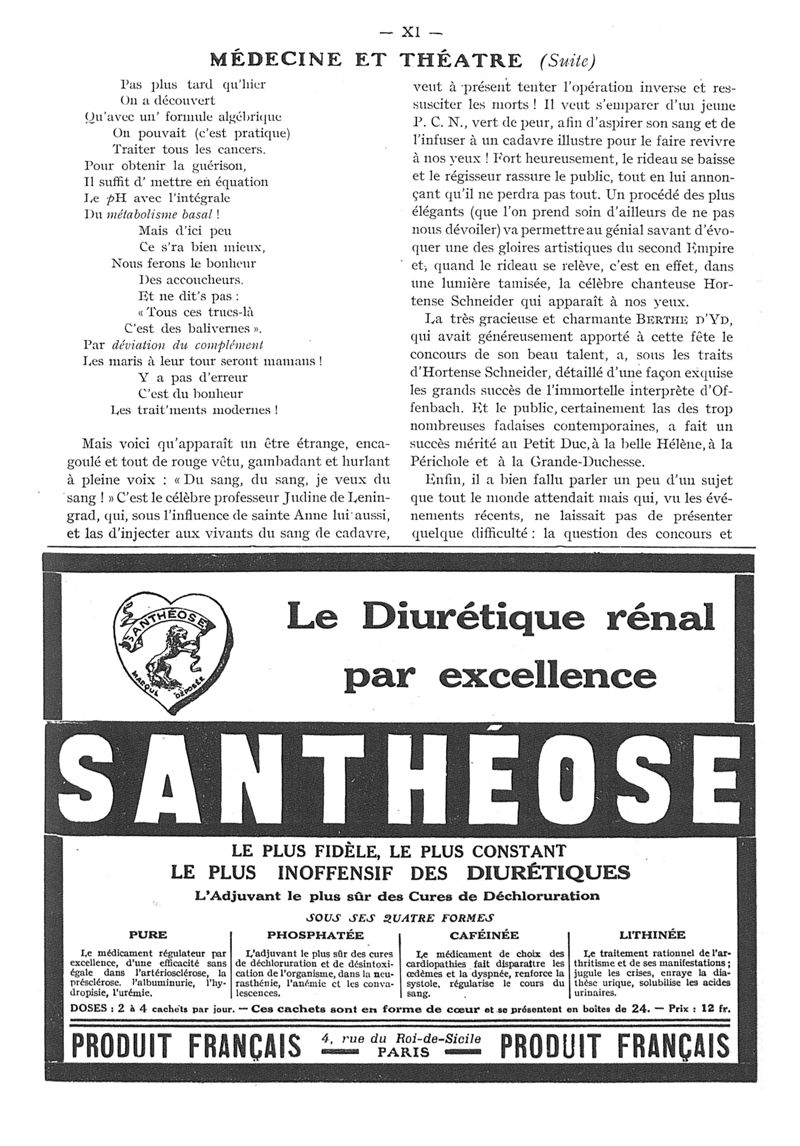 — XI —
MÉDECINE ET THÉATRE (Suite)
Pas plus tard qu'hier
On a découvert
Qu'avec un' formule algébrique
On pouvait (c'est pratique)
Traiter tous les cancers.
Pour obtenir la guérison,
Il suffit d' mettre en équation
Le pH avec l'intégrale
Du métabolisme basal !
Mais d'ici peu
Ce s'ra bien mieux,
Nous ferons le bonheur
Des accoucheurs.
Et ne dit's pas :
« Tous ces trucs-là
C'est des balivernes ».
Par déviation du complément
Les maris à leur tour seront mamans !
Y a pas d'erreur
C'est du bonheur
Les trait'ments modernes !
Mais voici qu'apparaît un être étrange, enca-
goulé et tout de rouge vêtu, gambadant et hurlant
à pleine voix : « Du sang, du sang, je veux du
sang ! » C'est le célèbre professeur Judine de Lenin-
grad, qui, sous l'influence de sainte Anne lui aussi,
et las d'injecter aux vivants du sang de cadavre,
veut à présent tenter l'opération inverse et res-
susciter les morts ! Il veut s'emparer d'un jeune
P. C. N., vert de peur, afin d'aspirer son sang et de
l'infuser à un cadavre illustre pour le faire revivre
à nos yeux ! Fort heureusement, le rideau se baisse
et le régisseur rassure le public, tout en lui annon-
çant qu'il ne perdra pas tout. Un procédé des plus
élégants (que l'on prend soin d'ailleurs de ne pas
nous dévoiler) va permettre au génial savant d'évo-
quer une des gloires artistiques du second Empire
et, quand le rideau se relève, c'est en effet, dans
une lumière tamisée, la célèbre chanteuse Hor-
tense Schneider qui apparaît à nos yeux.
La très gracieuse et charmante BERTHE D'YD,
qui avait généreusement apporté à cette fête le
concours de son beau talent, a, sous les traits
d'Hortense Schneider, détaillé d'une façon exquise
les grands succès de l'immortelle interprète d'Of-
fenbach. Et le public, certainement las des trop
nombreuses fadaises contemporaines, a fait un
succès mérité au Petit Duc, à la belle Hélène, à la
Périchole et à la Grande-Duchesse.
Enfin, il a bien fallu parler un peu d'un sujet
que tout le monde attendait mais qui, vu les évé-
nements récents, ne laissait pas de présenter
quelque difficulté : la question des concours et
SANTHÉOSE
MARQUE DÉPOSÉE
Le Diurétique rénal
par excellence
SANTHÉOSE
LE PLUS FIDÈLE, LE PLUS CONSTANT
LE PLUS INOFFENSIF DES DIURÉTIQUES
L'Adjuvant le plus sûr des Cures de Déchloruration
SOUS SES QUATRE FORMES
PURE
Le médicament régulateur par
excellence, d'une efficacité sans
égale dans l'artériosclérose, la
présclérose. l'albuminurie, l'hy-
dropisie, l'urémie.
PHOSPHATÉE
L'adjuvant le plus sûr des cures
de déchloruration et de désintoxi-
cation de l'organisme, dans la neu-
rasthénie, l'anémie et les conva-
lescences.
CAFÉINÉE
Le médicament de choix des
cardiopathies fait disparaître les
œdèmes et la dyspnée, renforce la
systole, régularise le cours du
sang.
LITHINÉE
Le traitement rationnel de l'ar-
thritisme et de ses manifestations ;
jugule les crises, enraye la dia-
thèse urique, solubilise les acides
urinaires.
DOSES : 2 à 4 cachets par jour. — Ces cachets sont en forme de cœur et se présentent en boîtes de 24. — Prix : 12 fr.
PRODUIT FRANÇAIS
4, rue du Roi-de-Sicile
PARIS
PRODUIT FRANÇAIS